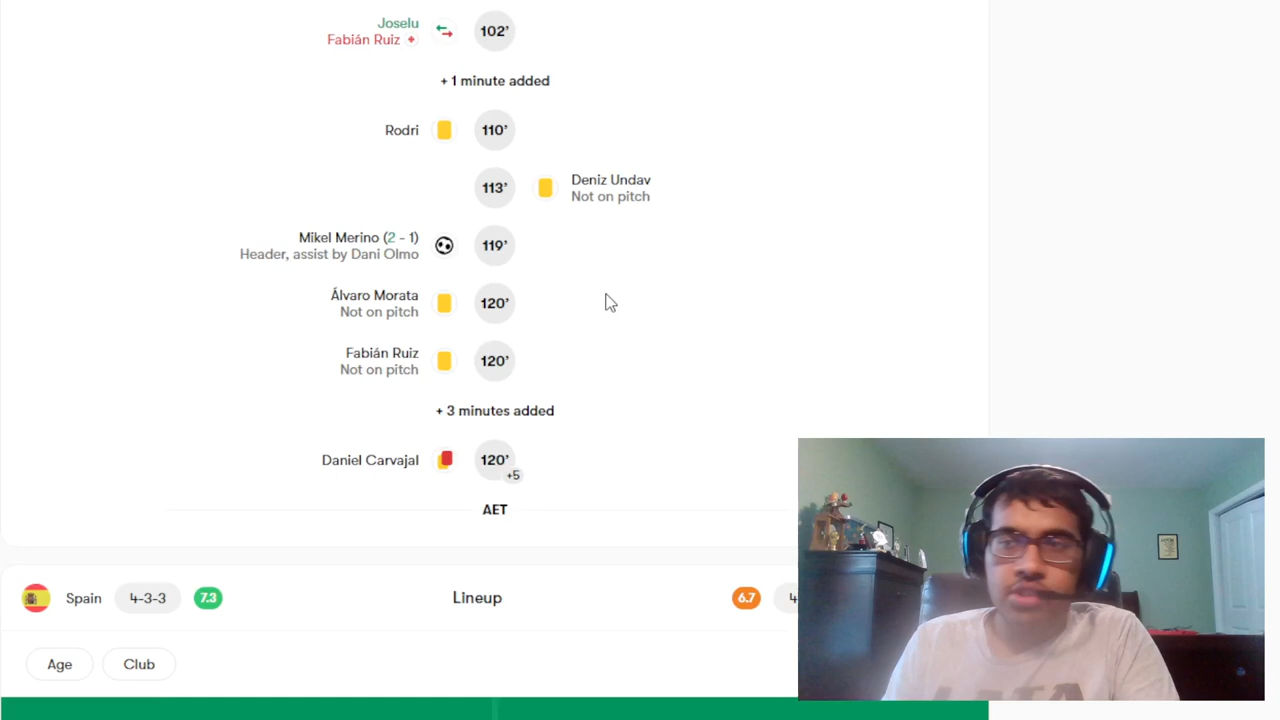 Joselu
Fabián Ruiz
102'
+ 1 minute added
Rodri
110'
113'
Deniz Undav
Not on pitch
Mikel Merino (2 - 1)
Header, assist by Dani Olmo
119'
Álvaro Morata
Not on pitch
120'
Fabián Ruiz
Not on pitch
120'
+ 3 minutes added
Daniel Carvajal
120'
+5
AET
Spain
4-3-3
7.3
Lineup
6.7
4
Age
Club